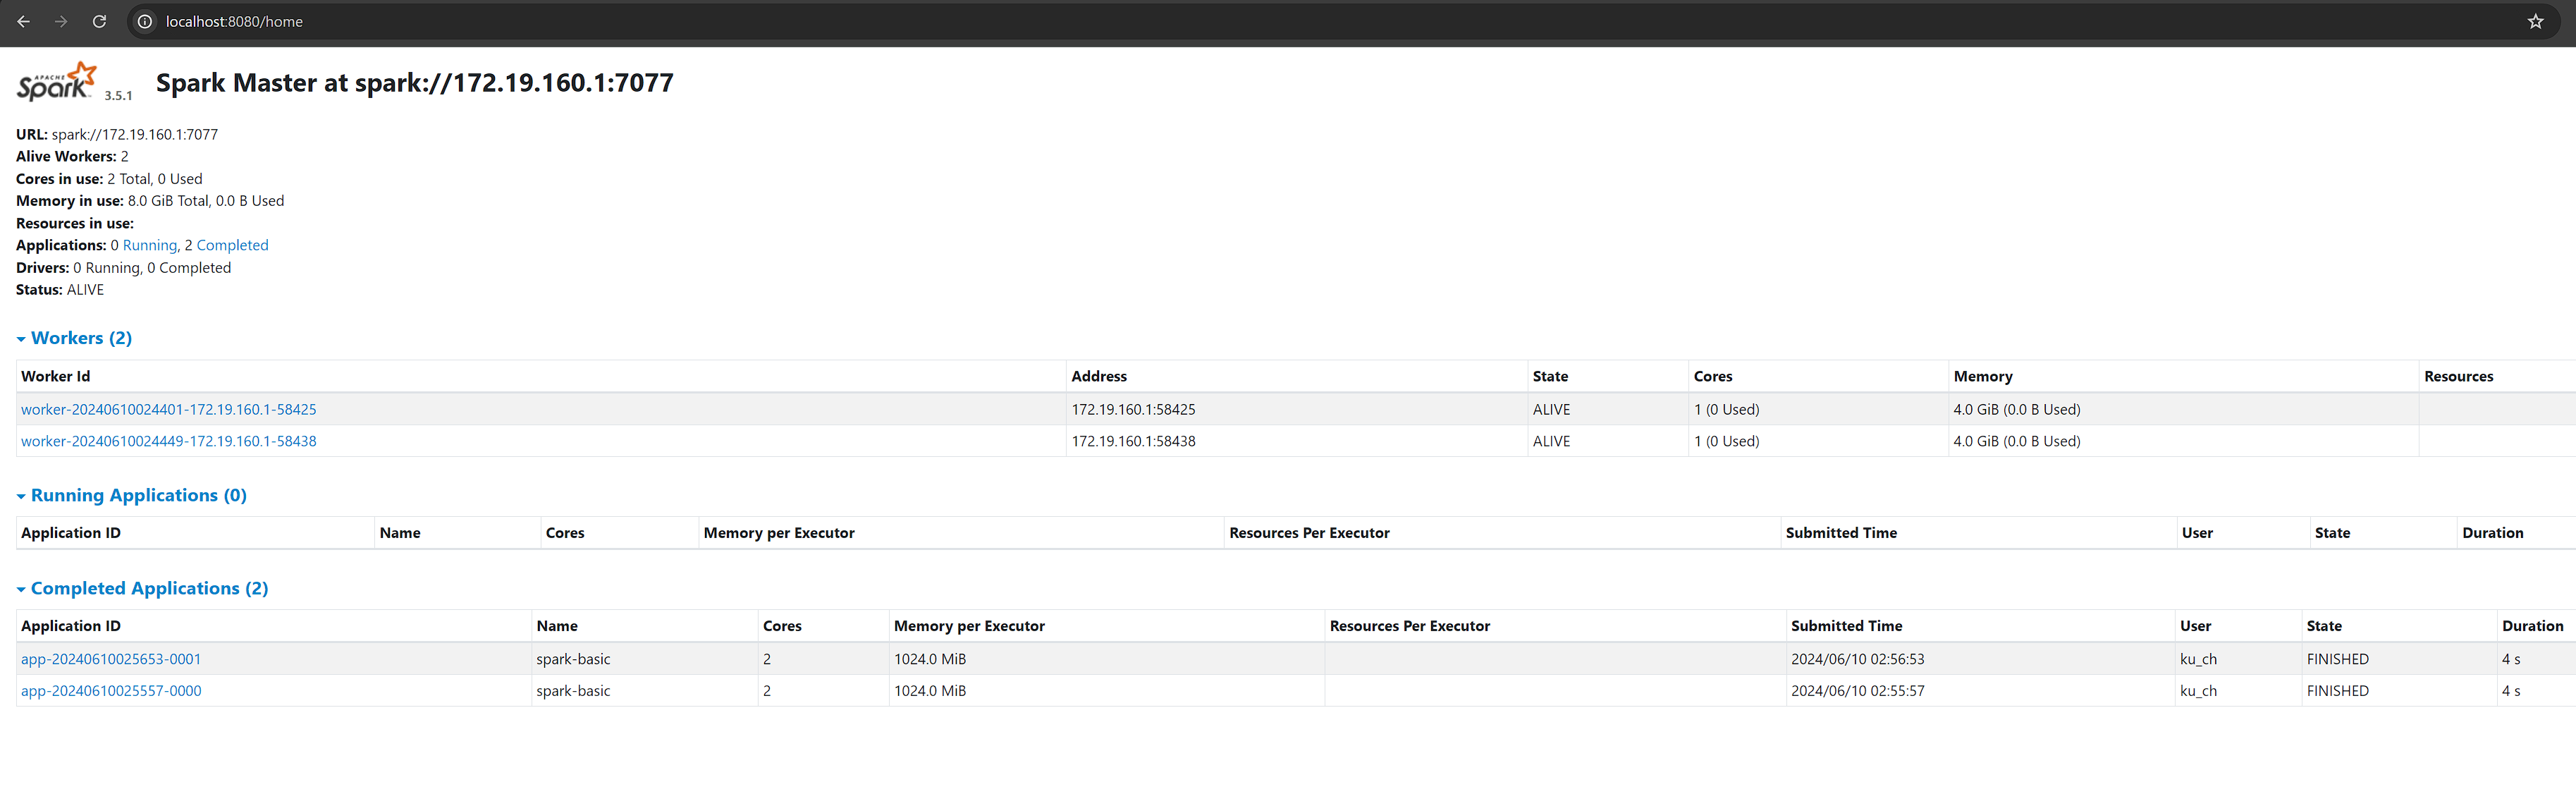 localhost:8080/home
APACHE Spark 3.5.1 Spark Master at spark://172.19.160.1:7077
URL: spark://172.19.160.1:7077
Alive Workers: 2
Cores in use: 2 Total, 0 Used
Memory in use: 8.0 GiB Total, 0.0 B Used
Resources in use:
Applications: 0 Running, 2 Completed
Drivers: 0 Running, 0 Completed
Status: ALIVE
Workers (2)
Worker Id Address State Cores Memory Resources
worker-20240610024401-172.19.160.1-58425 172.19.160.1:58425 ALIVE 1 (0 Used) 4.0 GiB (0.0 B Used)
worker-20240610024449-172.19.160.1-58438 172.19.160.1:58438 ALIVE 1 (0 Used) 4.0 GiB (0.0 B Used)
Running Applications (0)
Application ID Name Cores Memory per Executor Resources Per Executor Submitted Time User State Duration
Completed Applications (2)
Application ID Name Cores Memory per Executor Resources Per Executor Submitted Time User State Duration
app-20240610025653-0001 spark-basic 2 1024.0 MiB 2024/06/10 02:56:53 ku_ch FINISHED 4 s
app-20240610025557-0000 spark-basic 2 1024.0 MiB 2024/06/10 02:55:57 ku_ch FINISHED 4 s